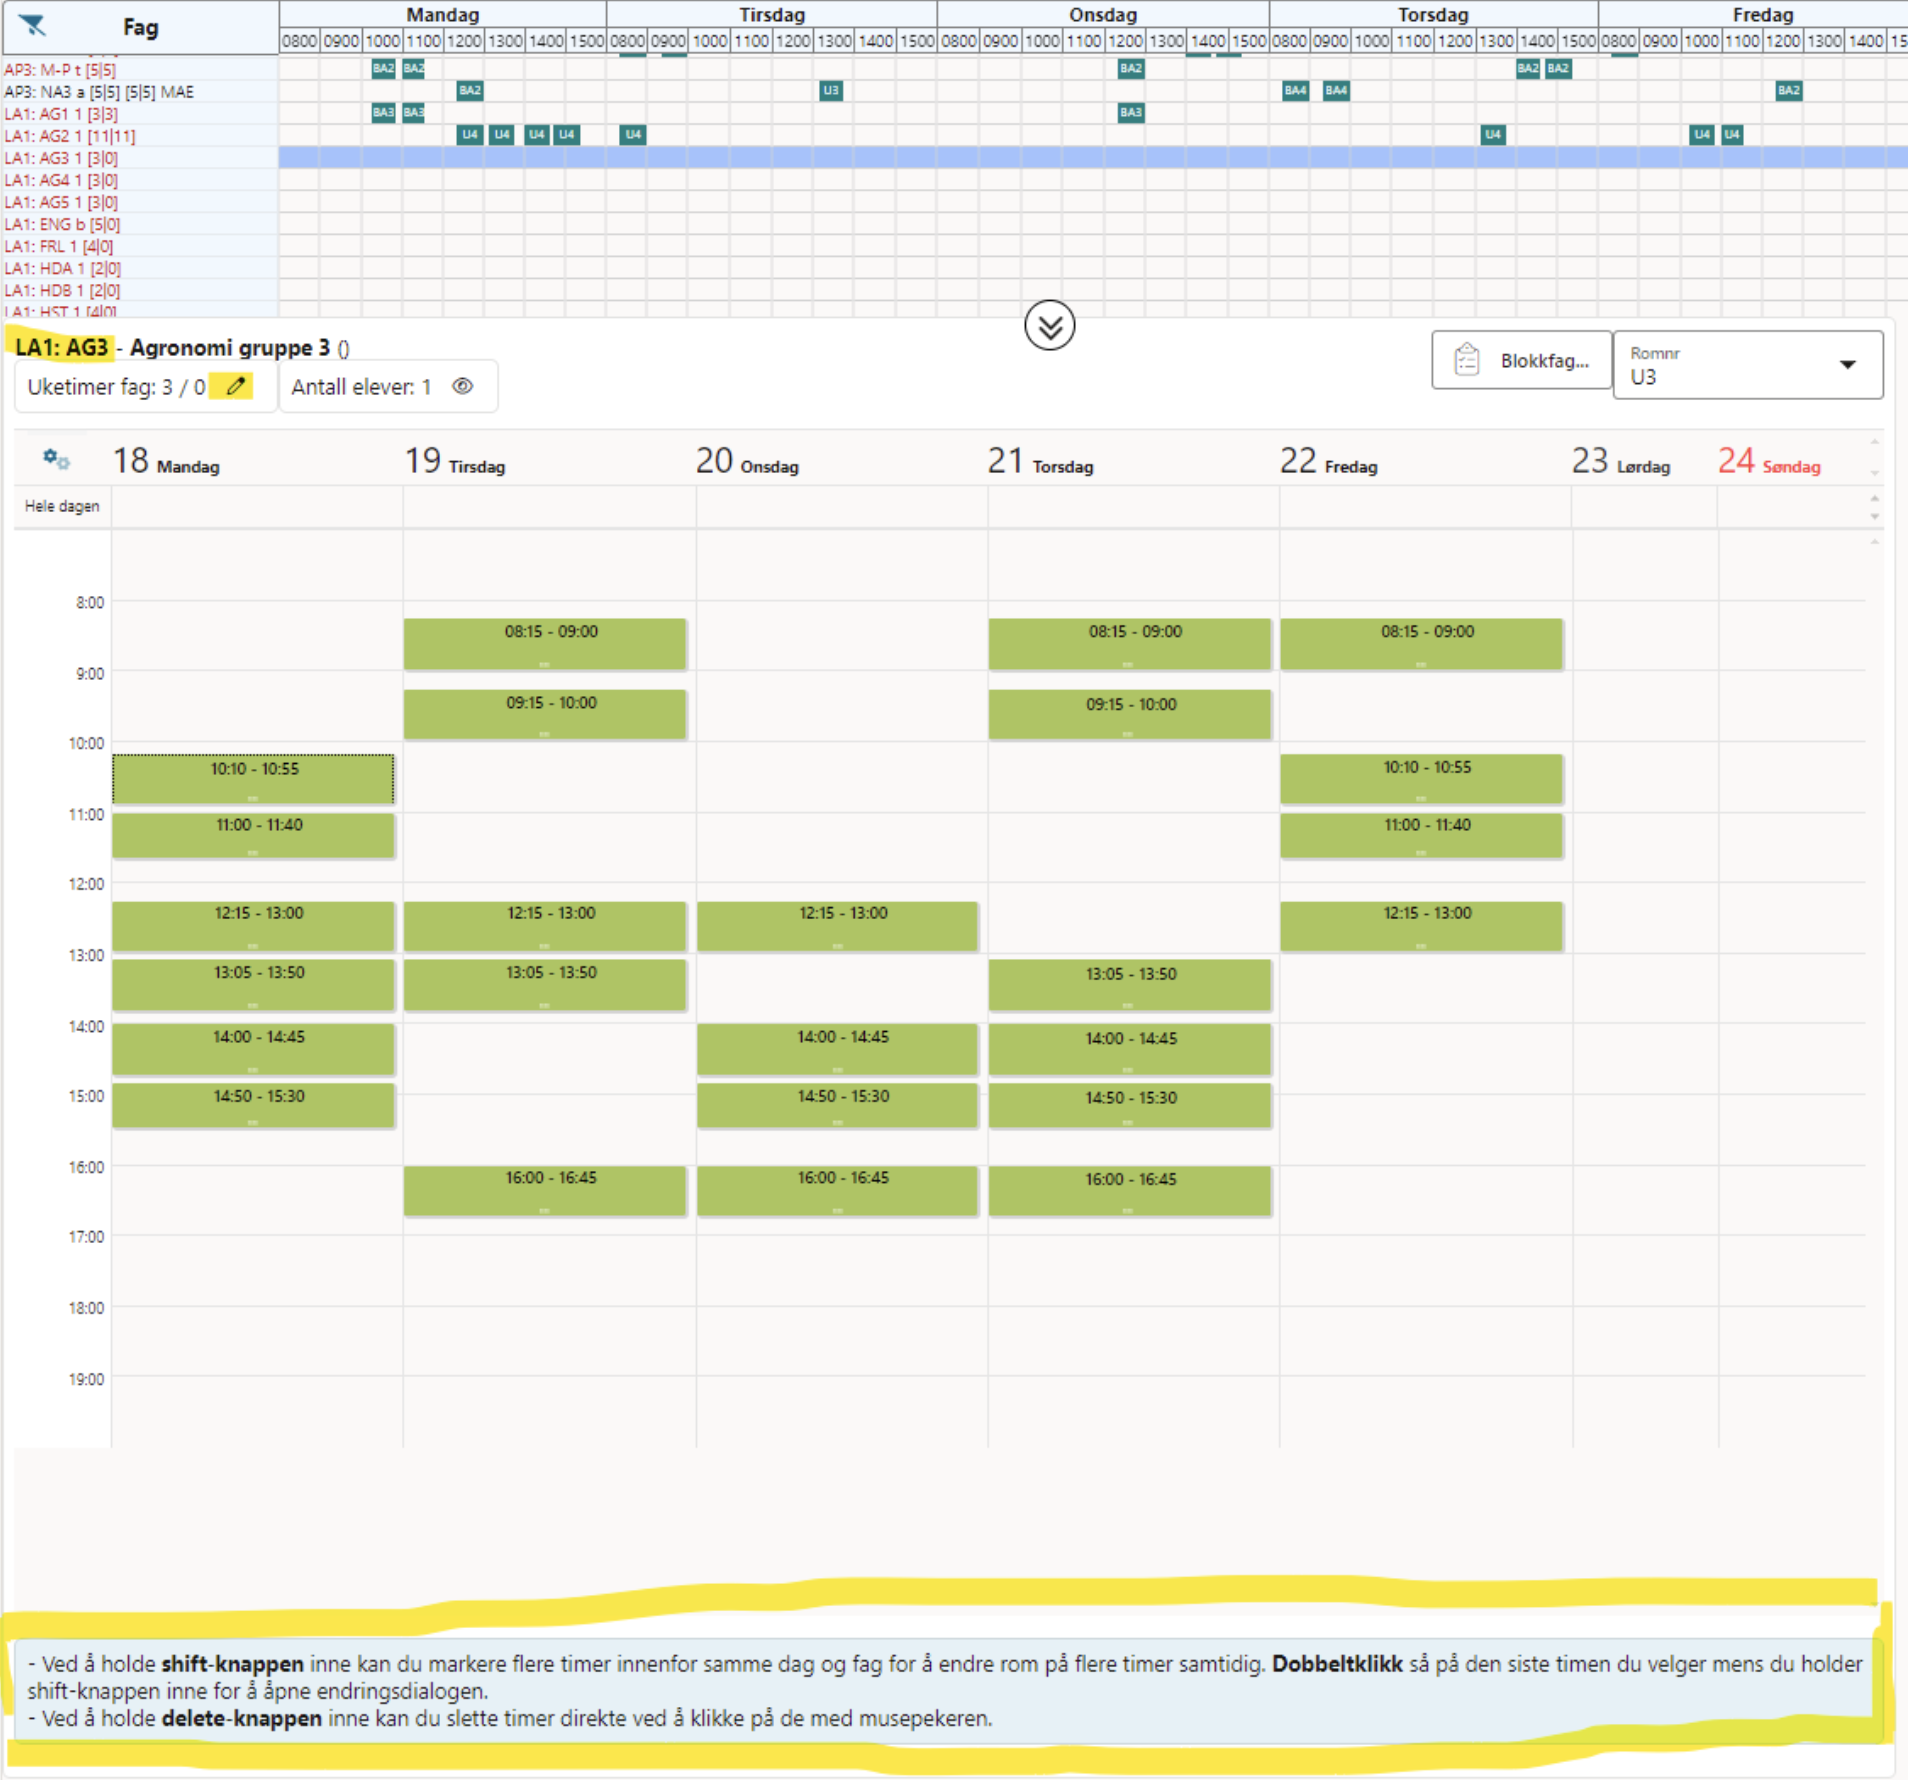 Fag
Mandag Tirsdag Onsdag Torsdag Fredag
0800 0900 1000 1100 1200 1300 1400 1500 0800 0900 1000 1100 1200 1300 1400 1500 0800 0900 1000 1100 1200 1300 1400 1500 0800 0900 1000 1100 1200 1300 1400 1500 0800 0900 1000 1100 1200 1300 1400 15
AP3: M-P t [5|5] BA2 BA2 BA2 BA2 BA2
AP3: NA3 a [5|5] [5|5] MAE BA2 U3 BA4 BA4 BA2
LA1: AG1 1 [3|3] BA3 BA3 BA3
LA1: AG2 1 [11|11] U4 U4 U4 U4 U4 U4 U4 U4
LA1: AG3 1 [3|0]
LA1: AG4 1 [3|0]
LA1: AG5 1 [3|0]
LA1: ENG b [5|0]
LA1: FRL 1 [4|0]
LA1: HDA 1 [2|0]
LA1: HDB 1 [2|0]
LA1: HST 1 [4|0]
LA1: AG3 - Agronomi gruppe 3 ()
Uketimer fag: 3 / 0
Antall elever: 1
Blokkfag...
Romnr
U3
18 Mandag 19 Tirsdag 20 Onsdag 21 Torsdag 22 Fredag 23 Lørdag 24 Søndag
Hele dagen
8:00
08:15 - 09:00 08:15 - 09:00 08:15 - 09:00
9:00
09:15 - 10:00 09:15 - 10:00
10:00
10:10 - 10:55 10:10 - 10:55
11:00
11:00 - 11:40 11:00 - 11:40
12:00
12:15 - 13:00 12:15 - 13:00 12:15 - 13:00 12:15 - 13:00
13:00
13:05 - 13:50 13:05 - 13:50 13:05 - 13:50
14:00
14:00 - 14:45 14:00 - 14:45 14:00 - 14:45
15:00
14:50 - 15:30 14:50 - 15:30 14:50 - 15:30
16:00
16:00 - 16:45 16:00 - 16:45 16:00 - 16:45
17:00
18:00
19:00
- Ved å holde shift-knappen inne kan du markere flere timer innenfor samme dag og fag for å endre rom på flere timer samtidig. Dobbeltklikk så på den siste timen du velger mens du holder
shift-knappen inne for å åpne endringsdialogen.
- Ved å holde delete-knappen inne kan du slette timer direkte ved å klikke på de med musepekeren.